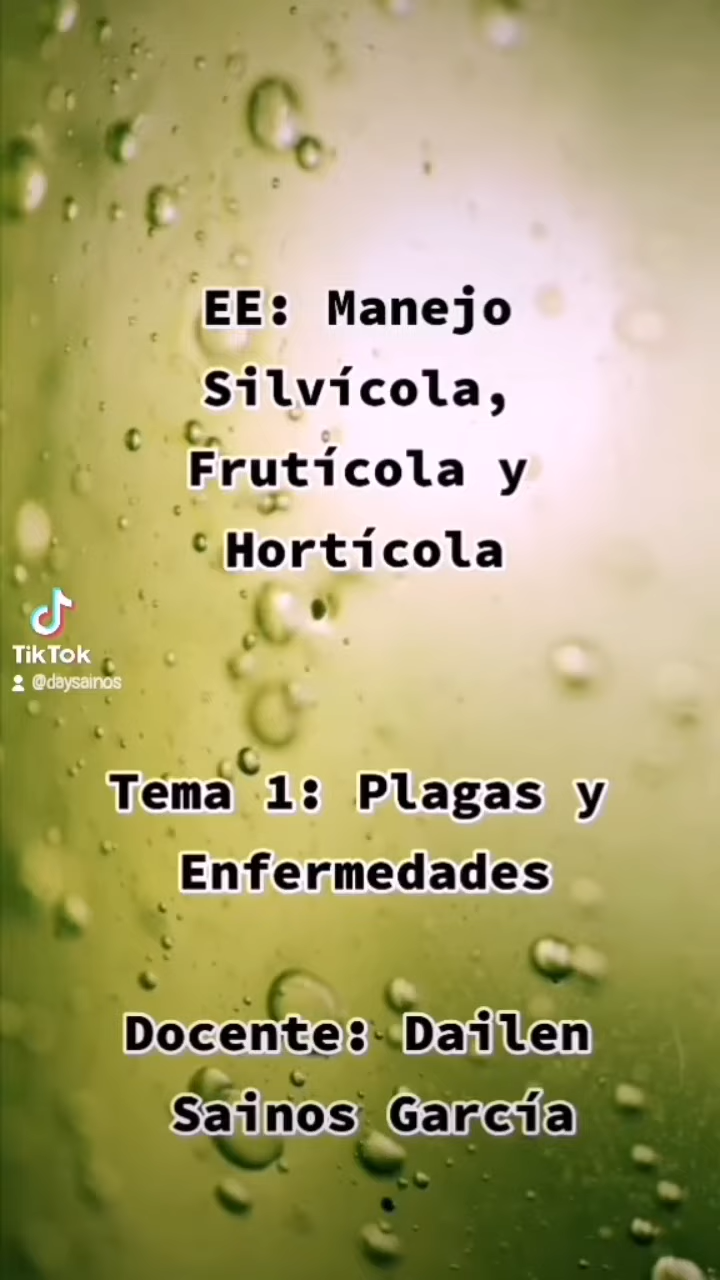 EE: Manejo
Silvícola,
Frutícola y
Hortícola
TikTok
@daysainos
Tema 1: Plagas y
Enfermedades
Docente: Dailen
Sainos García